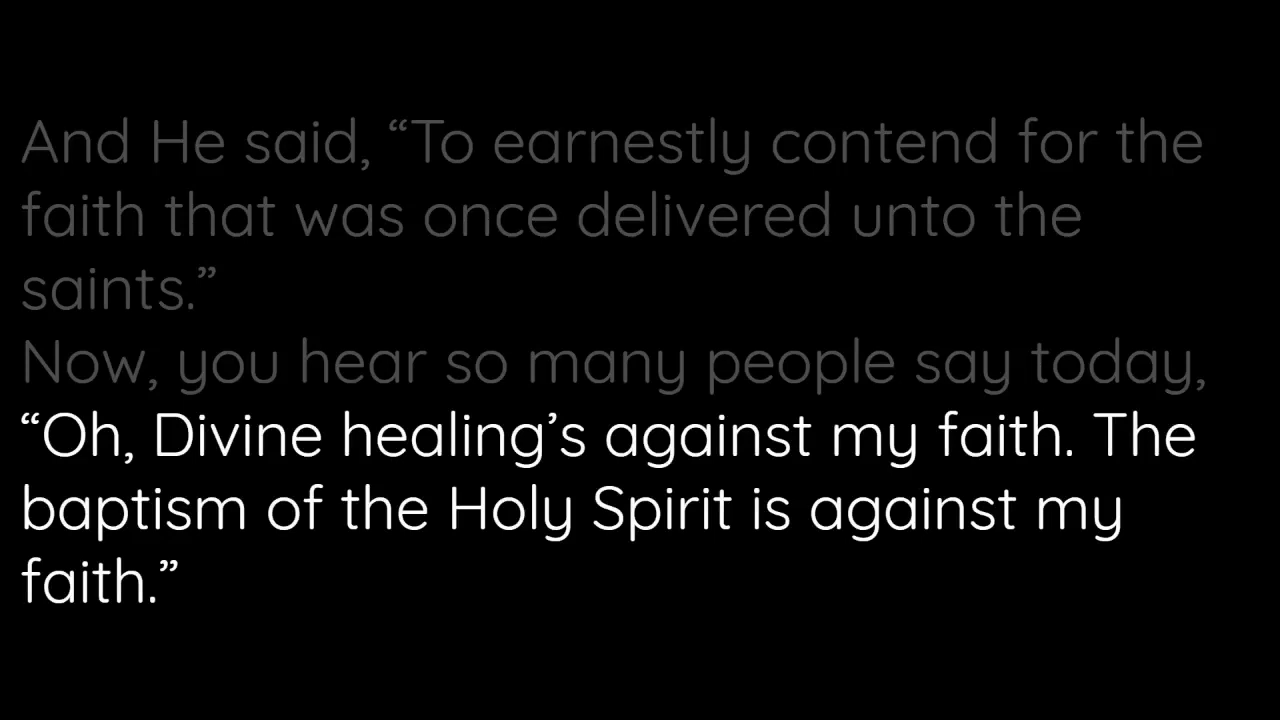 And He said, “To earnestly contend for the
faith that was once delivered unto the
saints.”
Now, you hear so many people say today,
“Oh, Divine healing’s against my faith. The
baptism of the Holy Spirit is against my
faith.”